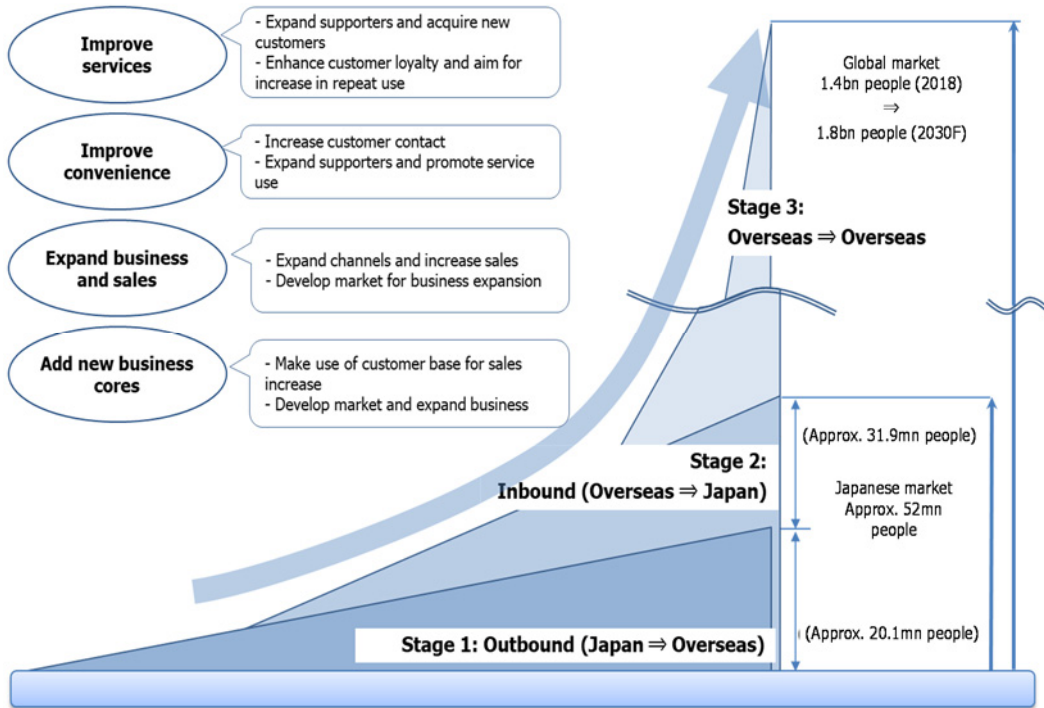 Improve
services
- Expand supporters and acquire new
customers
- Enhance customer loyalty and aim for
increase in repeat use
Improve
convenience
- Increase customer contact
- Expand supporters and promote service
use
Expand business
and sales
- Expand channels and increase sales
- Develop market for business expansion
Add new business
cores
- Make use of customer base for sales
increase
- Develop market and expand business
Global market
1.4bn people (2018)
⇒
1.8bn people (2030F)
Stage 3:
Overseas ⇒ Overseas
(Approx. 31.9mn people)
Stage 2:
Inbound (Overseas ⇒ Japan)
Japanese market
Approx. 52mn
people
Stage 1: Outbound (Japan ⇒ Overseas)
(Approx. 20.1mn people)